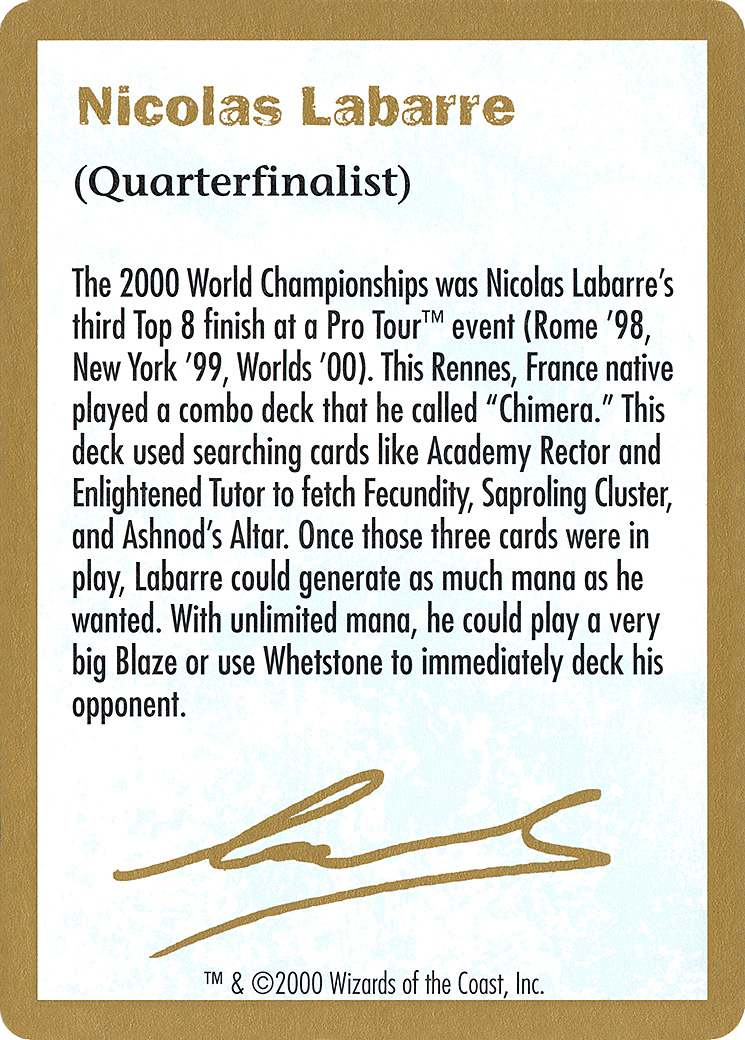 Nicolas Labarre
(Quarterfinalist)
The 2000 World Championships was Nicolas Labarre's
third Top 8 finish at a Pro Tour™ event (Rome '98,
New York '99, Worlds '00). This Rennes, France native
played a combo deck that he called “Chimera.” This
deck used searching cards like Academy Rector and
Enlightened Tutor to fetch Fecundity, Saproling Cluster,
and Ashnod's Altar. Once those three cards were in
play, Labarre could generate as much mana as he
wanted. With unlimited mana, he could play a very
big Blaze or use Whetstone to immediately deck his
opponent.
™ & ©2000 Wizards of the Coast, Inc.